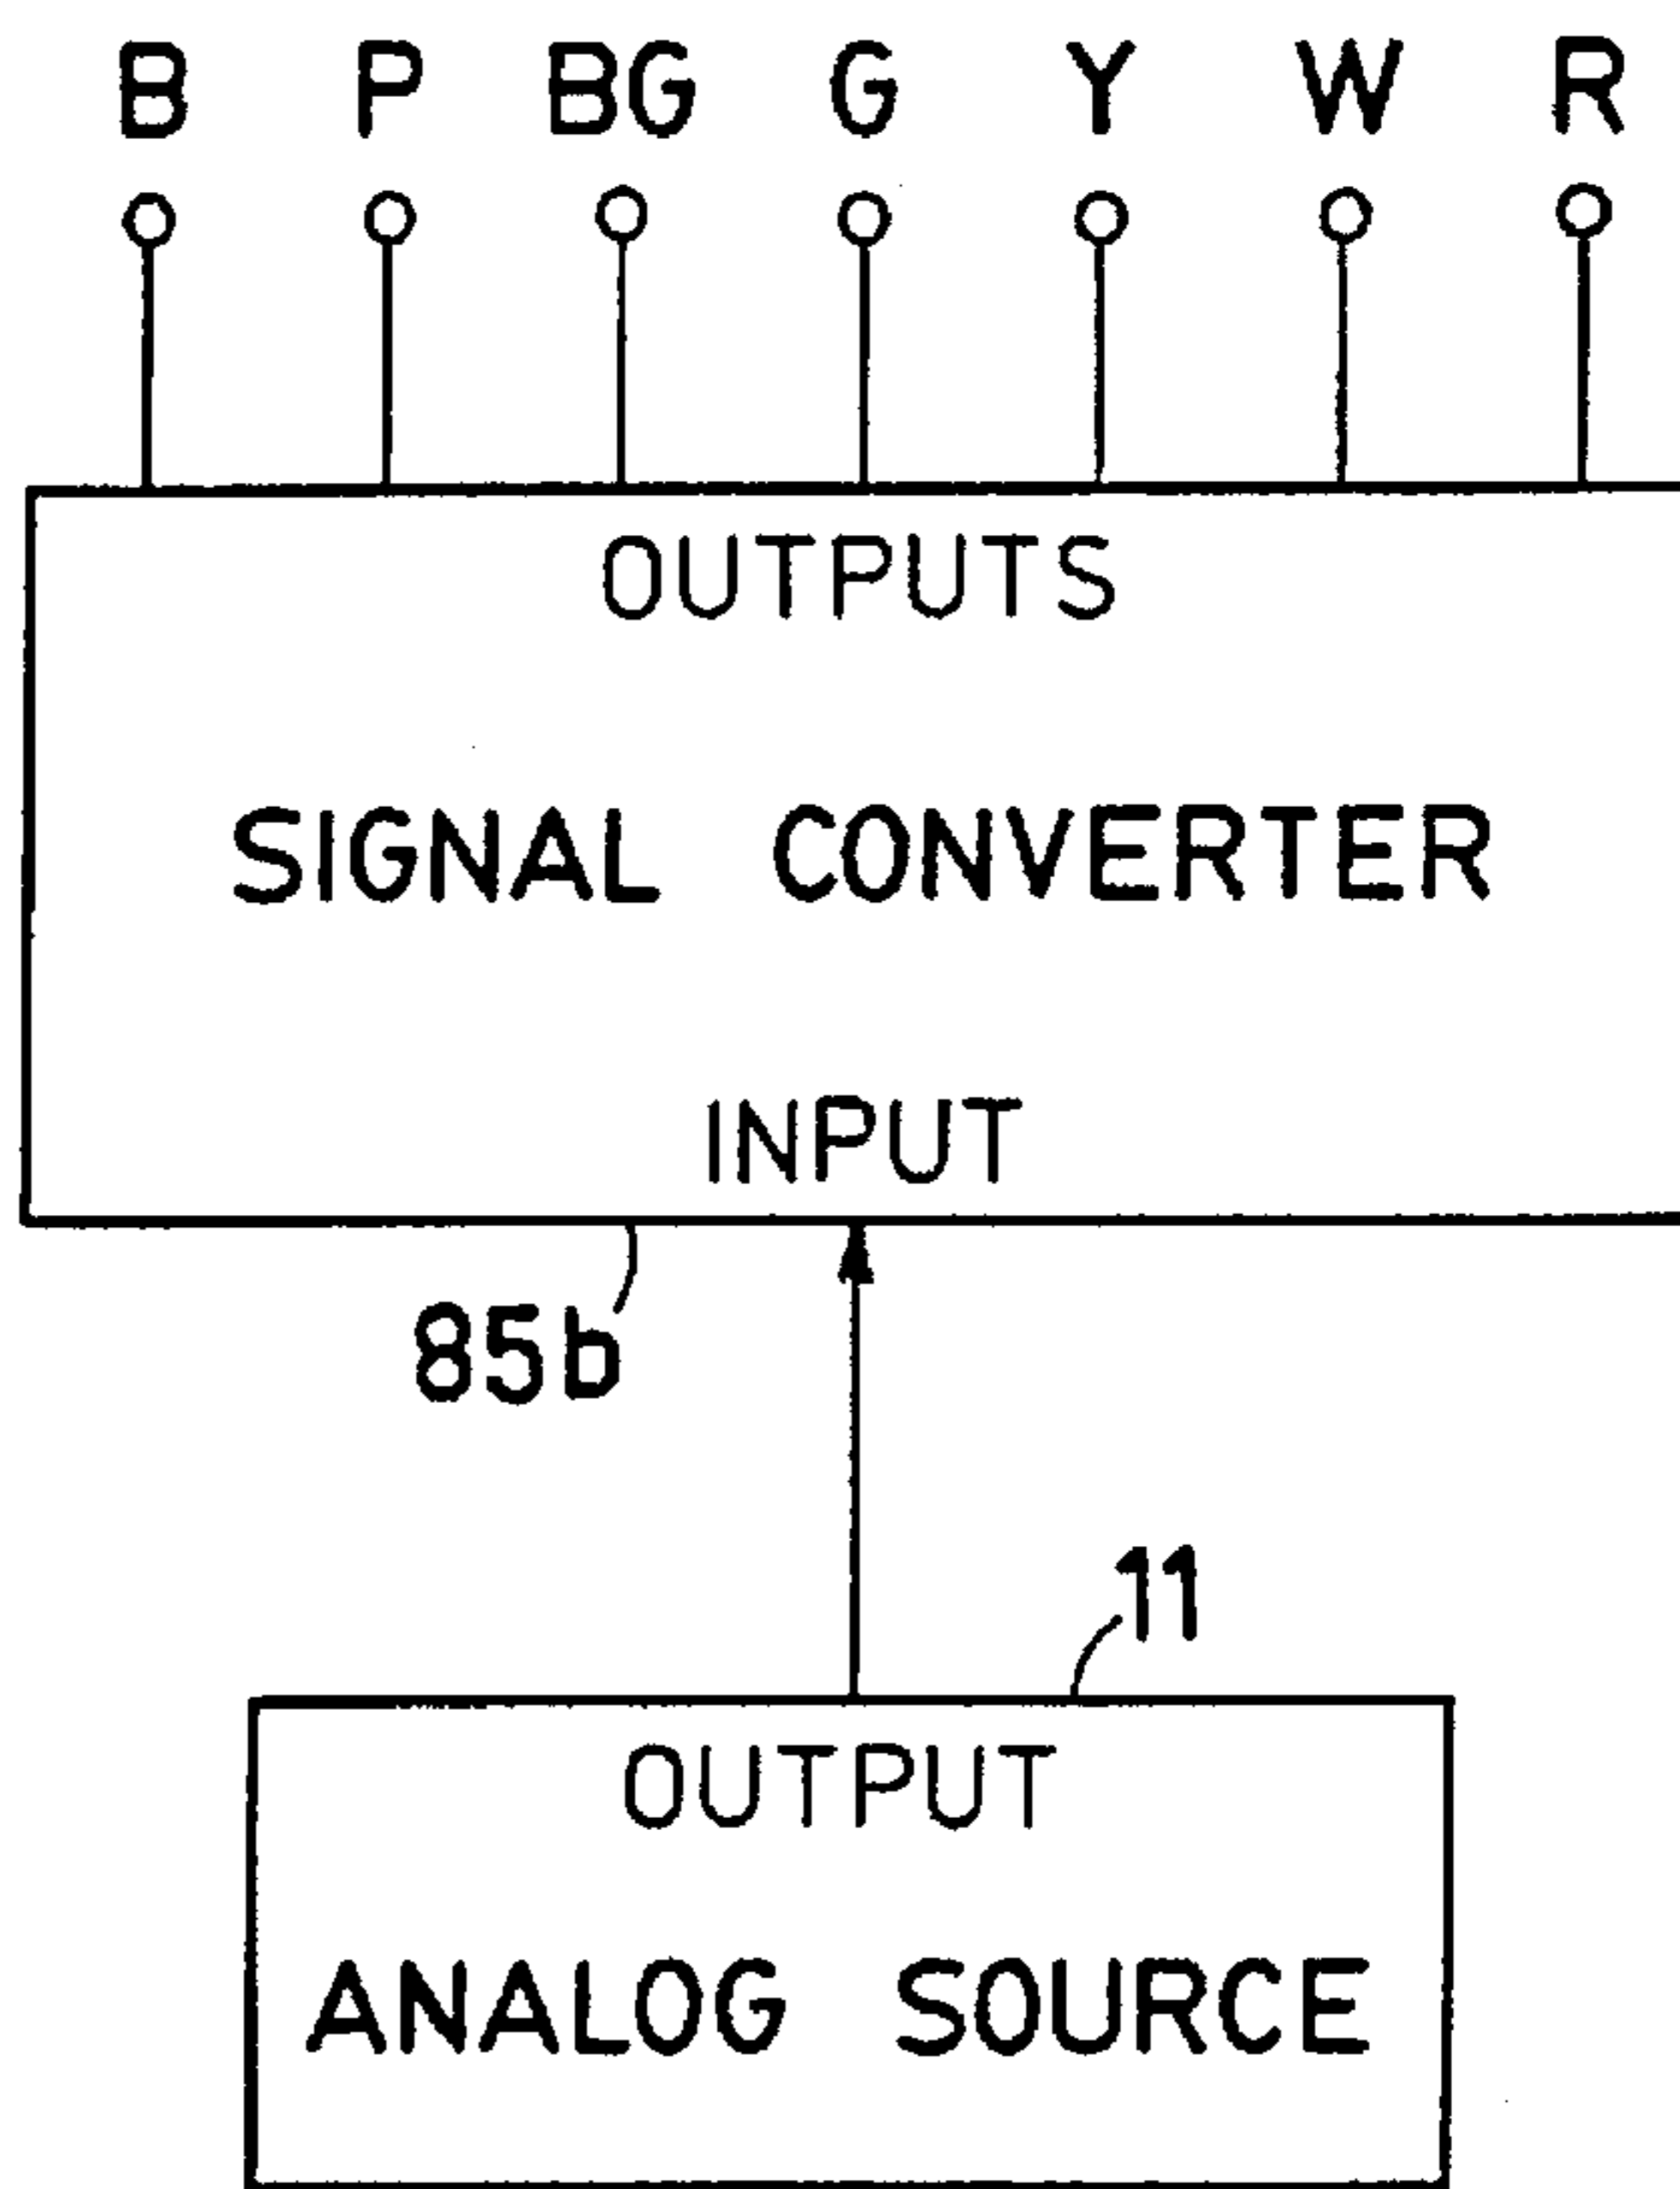 B P BG G Y W R
OUTPUTS
SIGNAL CONVERTER
INPUT
85b
11
OUTPUT
ANALOG SOURCE